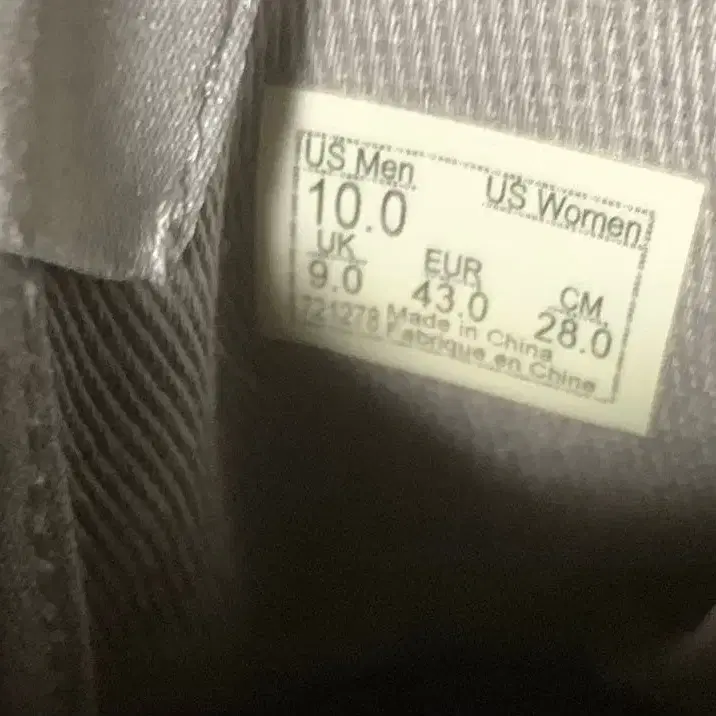 US Men US Women
10.0
UK EUR CM
9.0 43.0 28.0
721278 Made in China
Fabrique en Chine